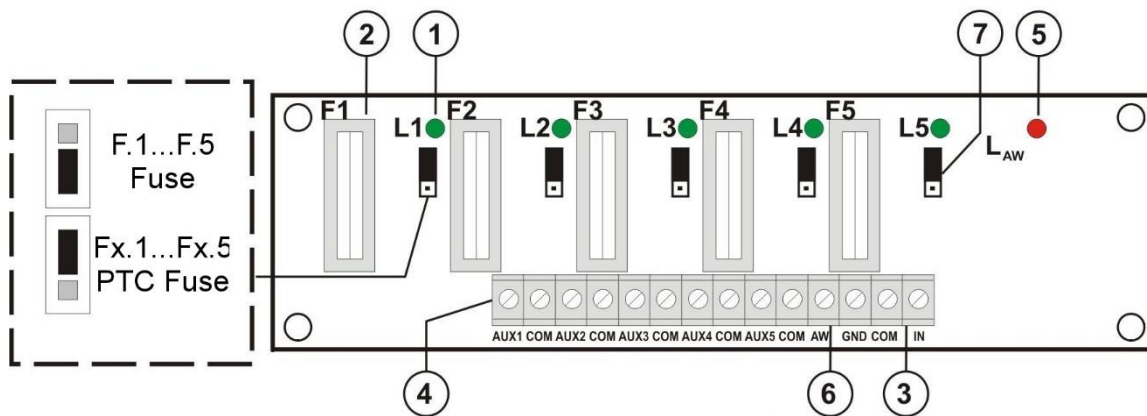 2
1
7
5
F1
F2
F3
F4
F5
L1
L2
L3
L4
L5
LAW
F.1...F.5
Fuse
Fx.1...Fx.5
PTC Fuse
AUX1 COM AUX2 COM AUX3 COM AUX4 COM AUX5 COM AW GND COM IN
4
6
3